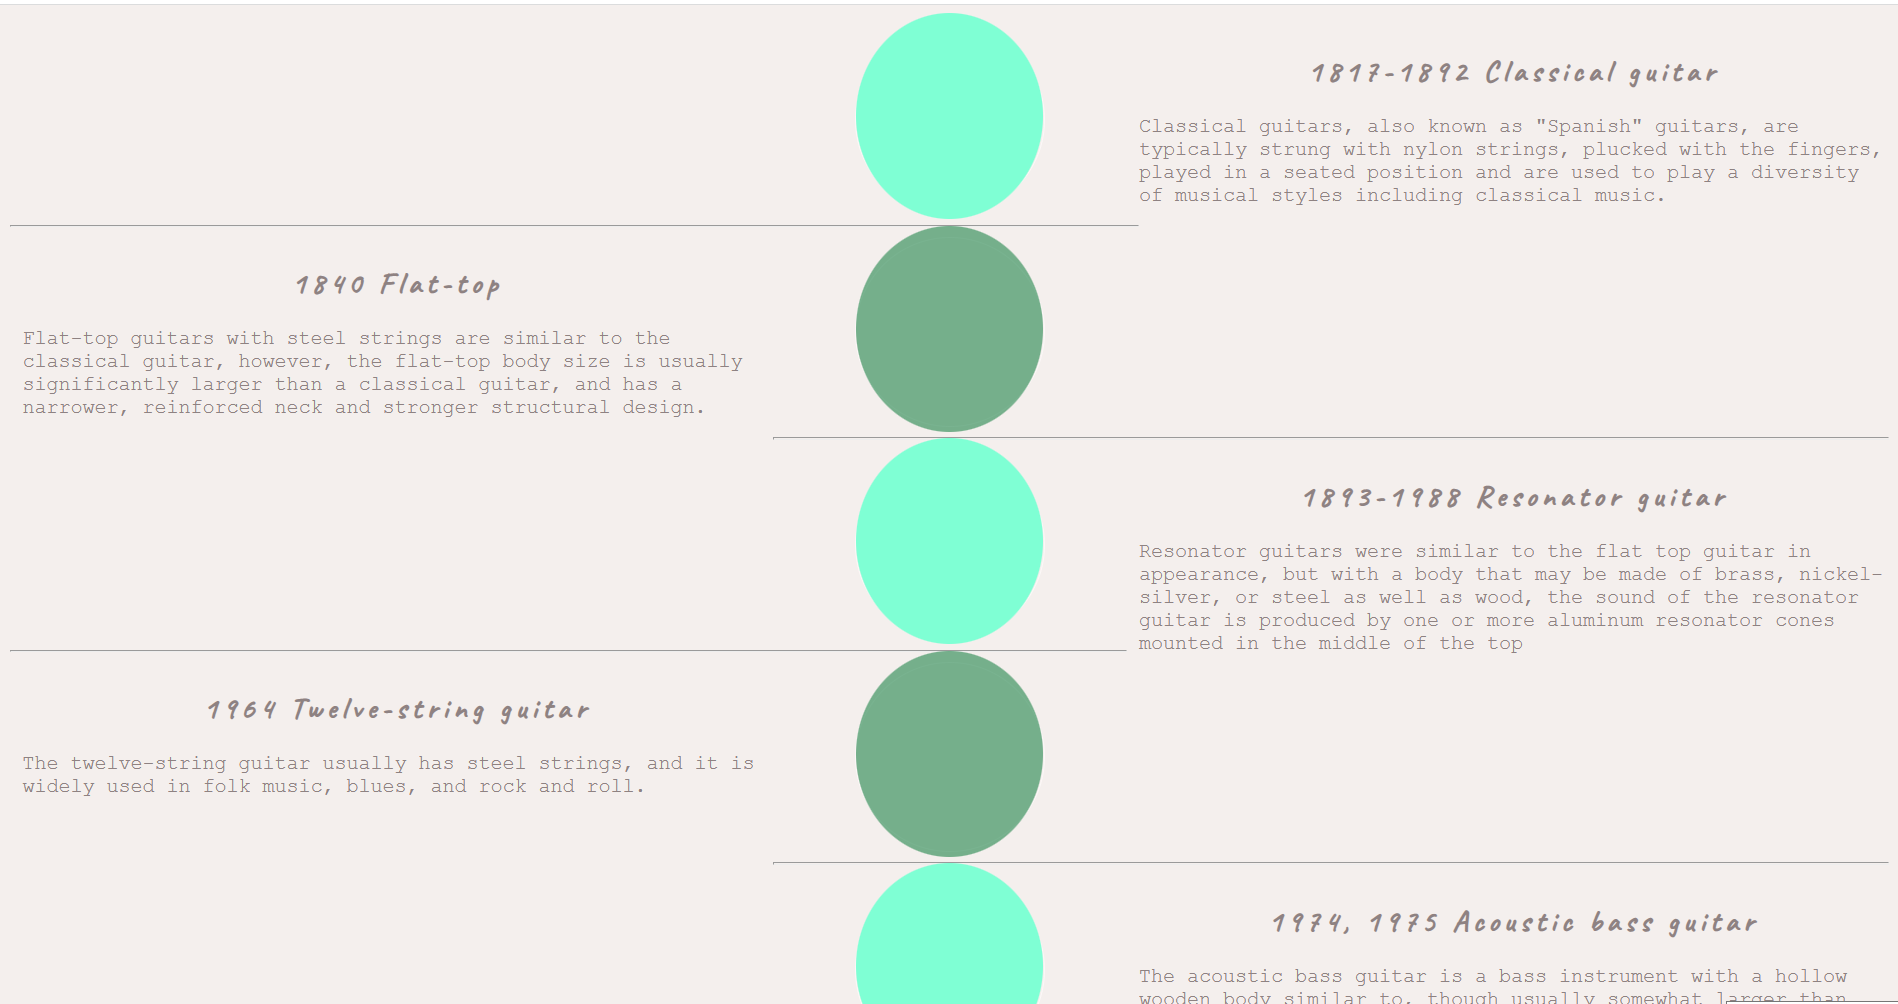 1817-1892 Classical guitar
Classical guitars, also known as "Spanish" guitars, are
typically strung with nylon strings, plucked with the fingers,
played in a seated position and are used to play a diversity
of musical styles including classical music.
1840 Flat-top
Flat-top guitars with steel strings are similar to the
classical guitar, however, the flat-top body size is usually
significantly larger than a classical guitar, and has a
narrower, reinforced neck and stronger structural design.
1893-1988 Resonator guitar
Resonator guitars were similar to the flat top guitar in
appearance, but with a body that may be made of brass, nickel-
silver, or steel as well as wood, the sound of the resonator
guitar is produced by one or more aluminum resonator cones
mounted in the middle of the top
1964 Twelve-string guitar
The twelve-string guitar usually has steel strings, and it is
widely used in folk music, blues, and rock and roll.
1974, 1975 Acoustic bass guitar
The acoustic bass guitar is a bass instrument with a hollow
wooden body similar to, though usually somewhat larger than